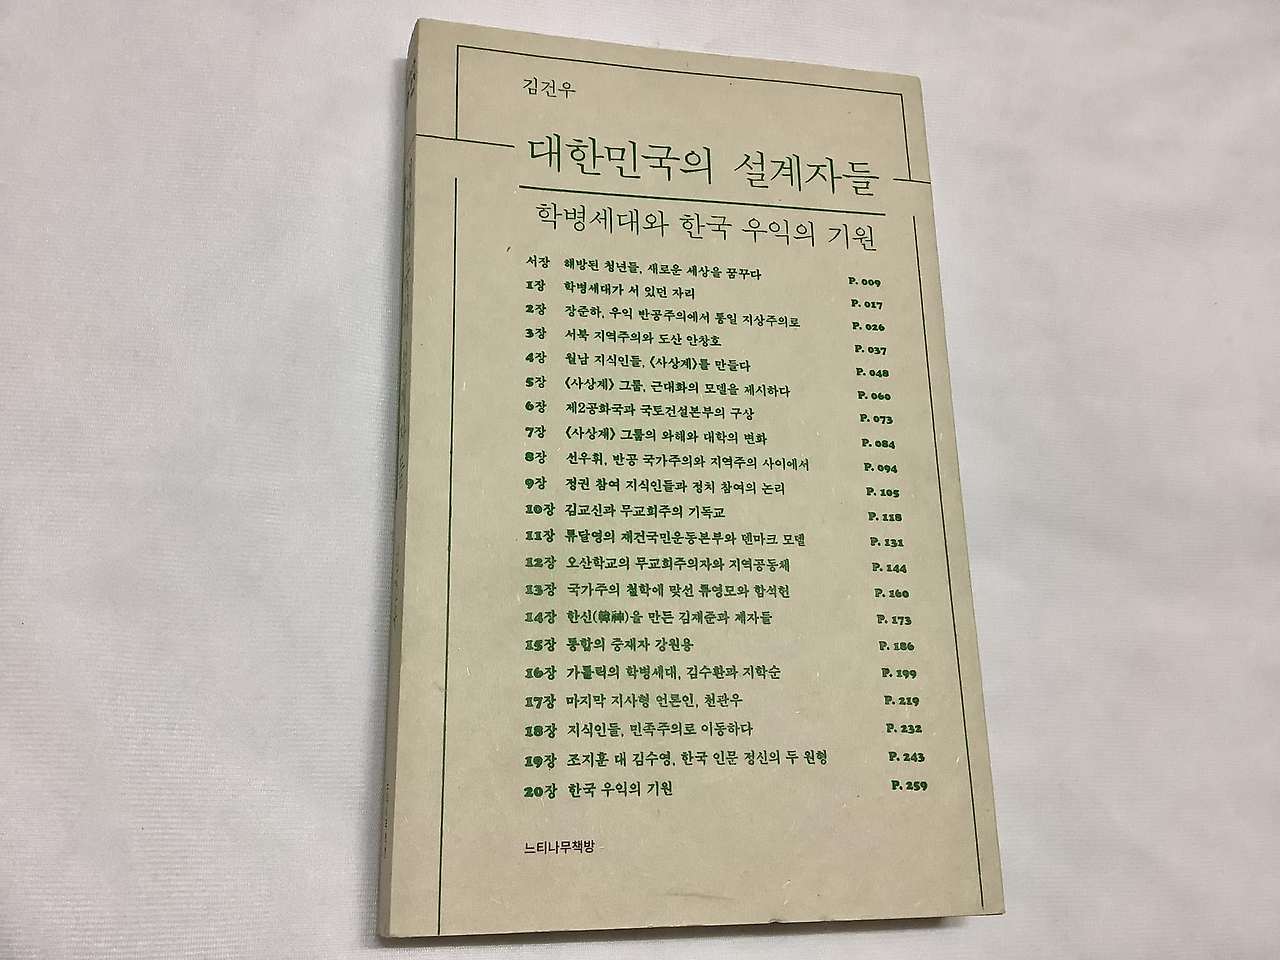 김건우
대한민국의 설계자들
학병세대와 한국 우익의 기원
서장 해방된 청년들, 새로운 세상을 꿈꾸다 P. 009
1장 학병세대가 서 있던 자리 P. 017
2장 장준하, 우익 반공주의에서 통일 지상주의로 P. 026
3장 서북 지역주의와 도산 안창호 P. 037
4장 월남 지식인들, 《사상계》를 만들다 P. 048
5장 《사상계》 그룹, 근대화의 모델을 제시하다 P. 060
6장 제2공화국과 국토건설본부의 구상 P. 073
7장 《사상계》 그룹의 와해와 대학의 변화 P. 084
8장 선우휘, 반공 국가주의와 지역주의 사이에서 P. 094
9장 정권 참여 지식인들과 정치 참여의 논리 P. 105
10장 김교신과 무교회주의 기독교 P. 118
11장 류달영의 재건국민운동본부와 덴마크 모델 P. 131
12장 오산학교의 무교회주의자와 지역공동체 P. 144
13장 국가주의 철학에 맞선 류영모와 함석헌 P. 160
14장 한신(韓神)을 만든 김재준과 제자들 P. 173
15장 통합의 중재자 강원용 P. 186
16장 가톨릭의 학병세대, 김수환과 지학순 P. 199
17장 마지막 지사형 언론인, 천관우 P. 219
18장 지식인들, 민족주의로 이동하다 P. 232
19장 조지훈 대 김수영, 한국 인문 정신의 두 원형 P. 243
20장 한국 우익의 기원 P. 259
느티나무책방